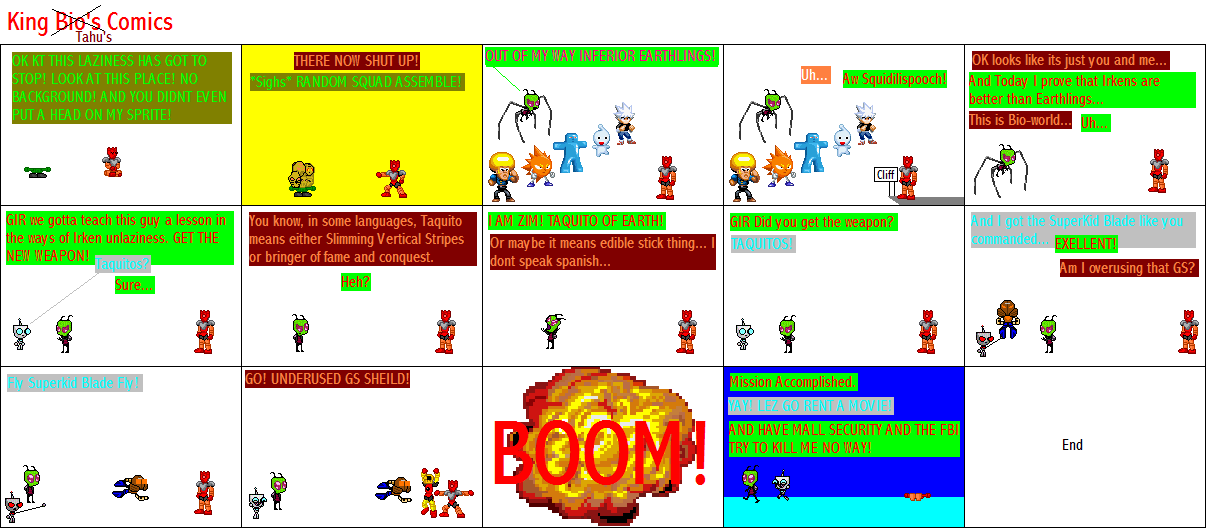 King Bio's Comics
Tahu's
OK KT THIS LAZINESS HAS GOT TO
STOP! LOOK AT THIS PLACE! NO
BACKGROUND! AND YOU DIDNT EVEN
PUT A HEAD ON MY SPRITE!
THERE NOW SHUT UP!
*Sighs* RANDOM SQUAD ASSEMBLE!
OUT OF MY WAY INFERIOR EARTHLINGS!
Uh...
Aw Squidilispooch!
Cliff
OK looks like its just you and me...
And Today I prove that Irkens are
better than Earthlings...
This is Bio-world...
Uh...
GIR we gotta teach this guy a lesson in
the ways of Irken unlaziness. GET THE
NEW WEAPON!
Taquitos?
Sure...
You know, in some languages, Taquito
means either Slimming Vertical Stripes
or bringer of fame and conquest.
Heh?
I AM ZIM! TAQUITO OF EARTH!
Or maybe it means edible stick thing... I
dont speak spanish...
GIR Did you get the weapon?
TAQUITOS!
And I got the SuperKid Blade like you
commanded...
EXELLENT!
Am I overusing that GS?
Fly Superkid Blade Fly!
GO! UNDERUSED GS SHEILD!
BOOM!
Mission Accomplished.
YAY! LEZ GO RENT A MOVIE!
AND HAVE MALL SECURITY AND THE FBI
TRY TO KILL ME NO WAY!
End